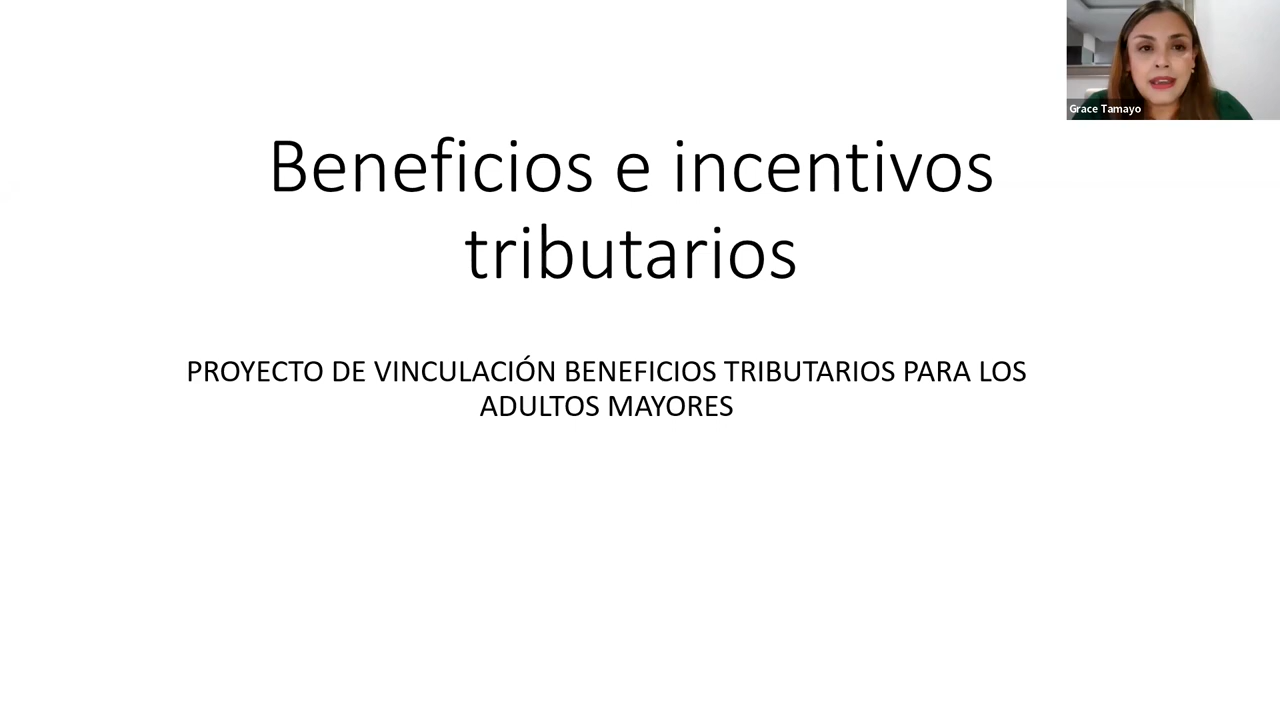 Grace Tamayo
Beneficios e incentivos
tributarios
PROYECTO DE VINCULACIÓN BENEFICIOS TRIBUTARIOS PARA LOS
ADULTOS MAYORES